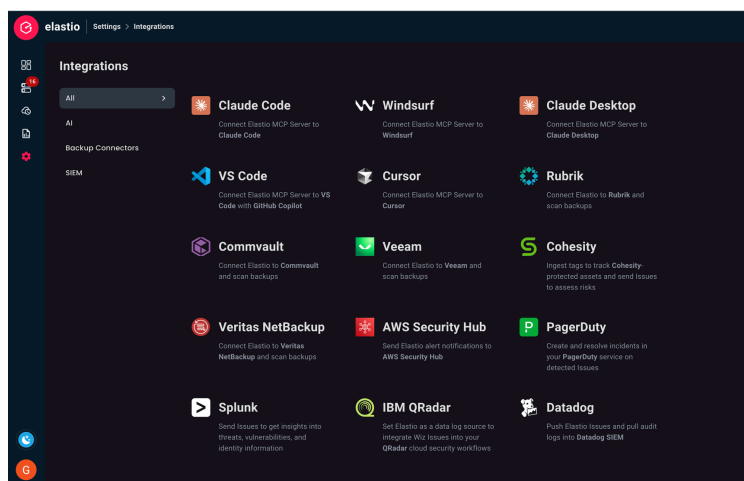 elastio Settings > Integrations
16
Integrations
All >
AI
Backup Connectors
SIEM
Claude Code
Connect Elastio MCP Server to
Claude Code
Windsurf
Connect Elastio MCP Server to
Windsurf
Claude Desktop
Connect Elastio MCP Server to
Claude Desktop
VS Code
Connect Elastio MCP Server to VS
Code with GitHub Copilot
Cursor
Connect Elastio MCP Server to
Cursor
Rubrik
Connect Elastio to Rubrik and
scan backups
Commvault
Connect Elastio to Commvault
and scan backups
Veeam
Connect Elastio to Veeam and
scan backups
Cohesity
Ingest tags to track Cohesity-
protected assets and send Issues
to assess risks
Veritas NetBackup
Connect Elastio to Veritas
NetBackup and scan backups
AWS Security Hub
Send Elastio alert notifications to
AWS Security Hub
P
PagerDuty
Create and resolve incidents in
your PagerDuty service on
detected Issues
Splunk
Send Issues to get insights into
threats, vulnerabilities, and
identity information
IBM QRadar
Set Elastio as a data log source to
integrate Wiz Issues into your
QRadar cloud security workflows
Datadog
Push Elastio Issues and pull audit
logs into Datadog SIEM
G